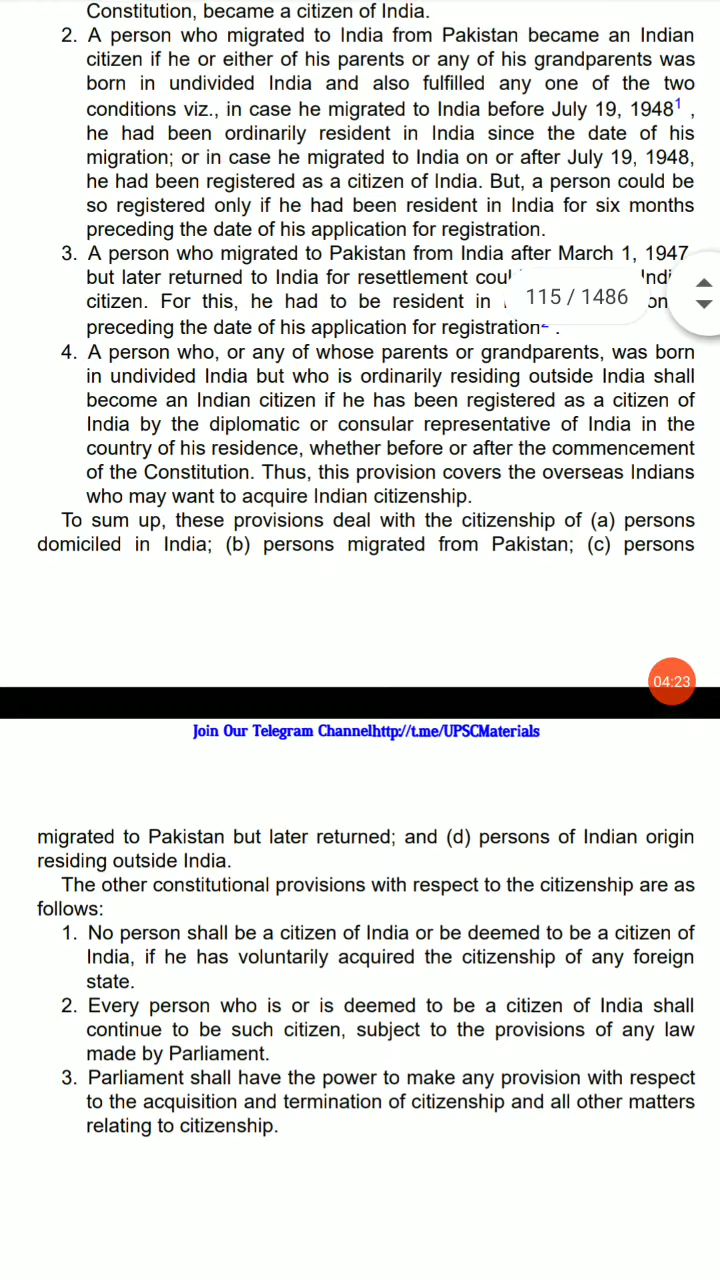 Constitution, became a citizen of India.
2. A person who migrated to India from Pakistan became an Indian
citizen if he or either of his parents or any of his grandparents was
born in undivided India and also fulfilled any one of the two
conditions viz., in case he migrated to India before July 19, 1948¹ ,
he had been ordinarily resident in India since the date of his
migration; or in case he migrated to India on or after July 19, 1948,
he had been registered as a citizen of India. But, a person could be
so registered only if he had been resident in India for six months
preceding the date of his application for registration.
3. A person who migrated to Pakistan from India after March 1, 1947,
but later returned to India for resettlement
citizen. For this, he had to be resident in
115 / 1486
preceding the date of his application for registration² .
4. A person who, or any of whose parents or grandparents, was born
in undivided India but who is ordinarily residing outside India shall
become an Indian citizen if he has been registered as a citizen of
India by the diplomatic or consular representative of India in the
country of his residence, whether before or after the commencement
of the Constitution. Thus, this provision covers the overseas Indians
who may want to acquire Indian citizenship.
To sum up, these provisions deal with the citizenship of (a) persons
domiciled in India; (b) persons migrated from Pakistan; (c) persons
04:23
Join Our Telegram Channelhttp://t.me/UPSCMaterials
migrated to Pakistan but later returned; and (d) persons of Indian origin
residing outside India.
The other constitutional provisions with respect to the citizenship are as
follows:
1. No person shall be a citizen of India or be deemed to be a citizen of
India, if he has voluntarily acquired the citizenship of any foreign
state.
2. Every person who is or is deemed to be a citizen of India shall
continue to be such citizen, subject to the provisions of any law
made by Parliament.
3. Parliament shall have the power to make any provision with respect
to the acquisition and termination of citizenship and all other matters
relating to citizenship.